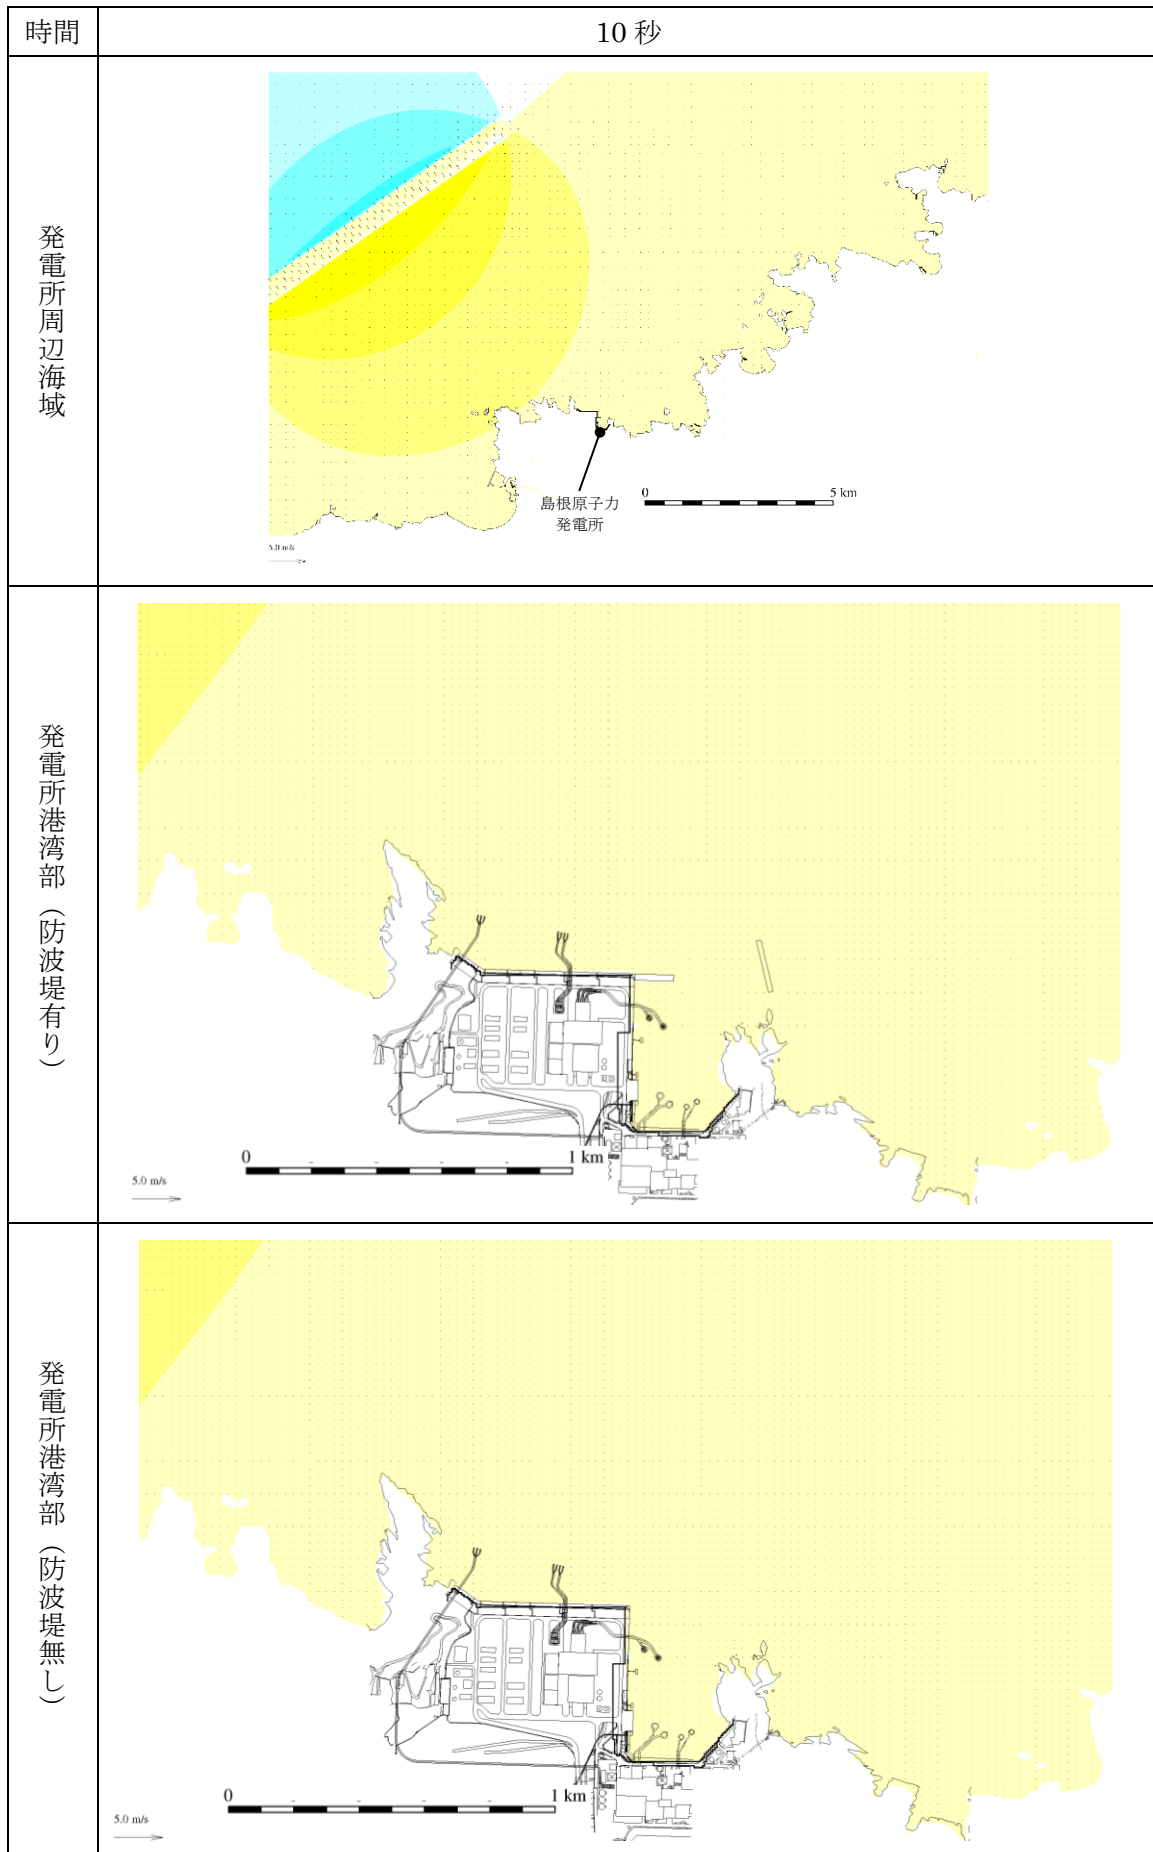 時間
10 秒
発電所周辺海域
島根原子力
発電所
0
5 km
5.0 m/s
発電所港湾部（防波堤有り）
0
1 km
5.0 m/s
発電所港湾部（防波堤無し）
0
1 km
5.0 m/s